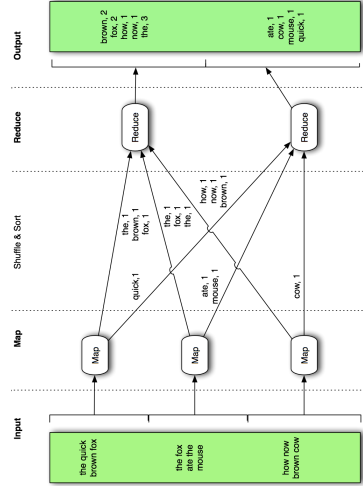 Input
Map
Shuffle & Sort
Reduce
Output
the quick
brown fox
the fox
ate the
mouse
how now
brown cow
Map
Map
Map
the, 1
brown, 1
fox, 1
quick,1
the, 1
fox, 1
the, 1
ate, 1
mouse, 1
how, 1
now, 1
brown, 1
cow, 1
Reduce
Reduce
brown, 2
fox, 2
how, 1
now, 1
the, 3
ate, 1
cow, 1
mouse, 1
quick, 1